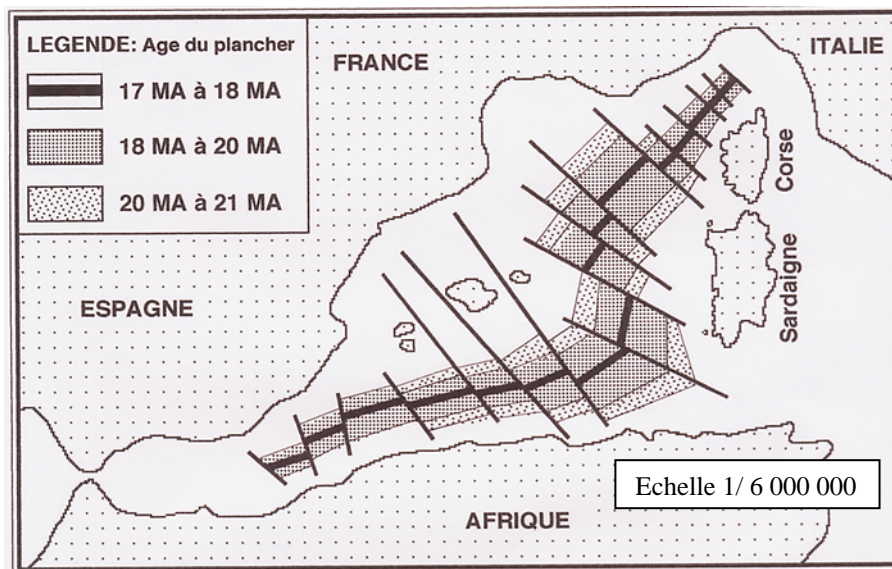 LEGENDE: Age du plancher
17 MA à 18 MA
18 MA à 20 MA
20 MA à 21 MA
FRANCE
ITALIE
Corse
Sardaigne
ESPAGNE
AFRIQUE
Echelle 1/ 6 000 000